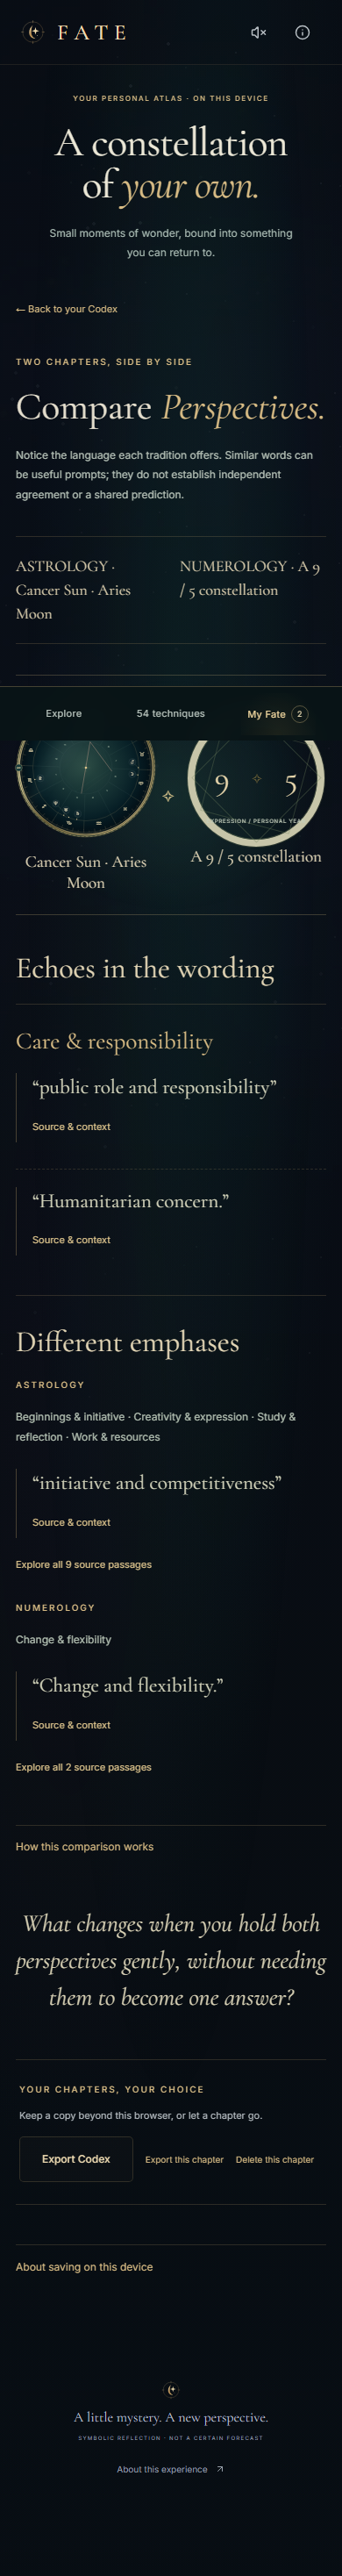 FATE
YOUR PERSONAL ATLAS · ON THIS DEVICE
A constellation
of your own.
Small moments of wonder, bound into something
you can return to.
← Back to your Codex
TWO CHAPTERS, SIDE BY SIDE
Compare Perspectives.
Notice the language each tradition offers. Similar words can
be useful prompts; they do not establish independent
agreement or a shared prediction.
ASTROLOGY ·
Cancer Sun · Aries
Moon
NUMEROLOGY · A 9
/ 5 constellation
Explore
54 techniques
My Fate 2
9 5
EXPRESSION / PERSONAL
Cancer Sun · Aries
Moon
A 9 / 5 constellation
Echoes in the wording
Care & responsibility
“public role and responsibility”
Source & context
“Humanitarian concern.”
Source & context
Different emphases
ASTROLOGY
Beginnings & initiative · Creativity & expression · Study &
reflection · Work & resources
“initiative and competitiveness”
Source & context
Explore all 9 source passages
NUMEROLOGY
Change & flexibility
“Change and flexibility.”
Source & context
Explore all 2 source passages
How this comparison works
What changes when you hold both
perspectives gently, without needing
them to become one answer?
YOUR CHAPTERS, YOUR CHOICE
Keep a copy beyond this browser, or let a chapter go.
Export Codex
Export this chapter
Delete this chapter
About saving on this device
A little mystery. A new perspective.
SYMBOLIC REFLECTION · NOT A CERTAIN FORECAST
About this experience ↗